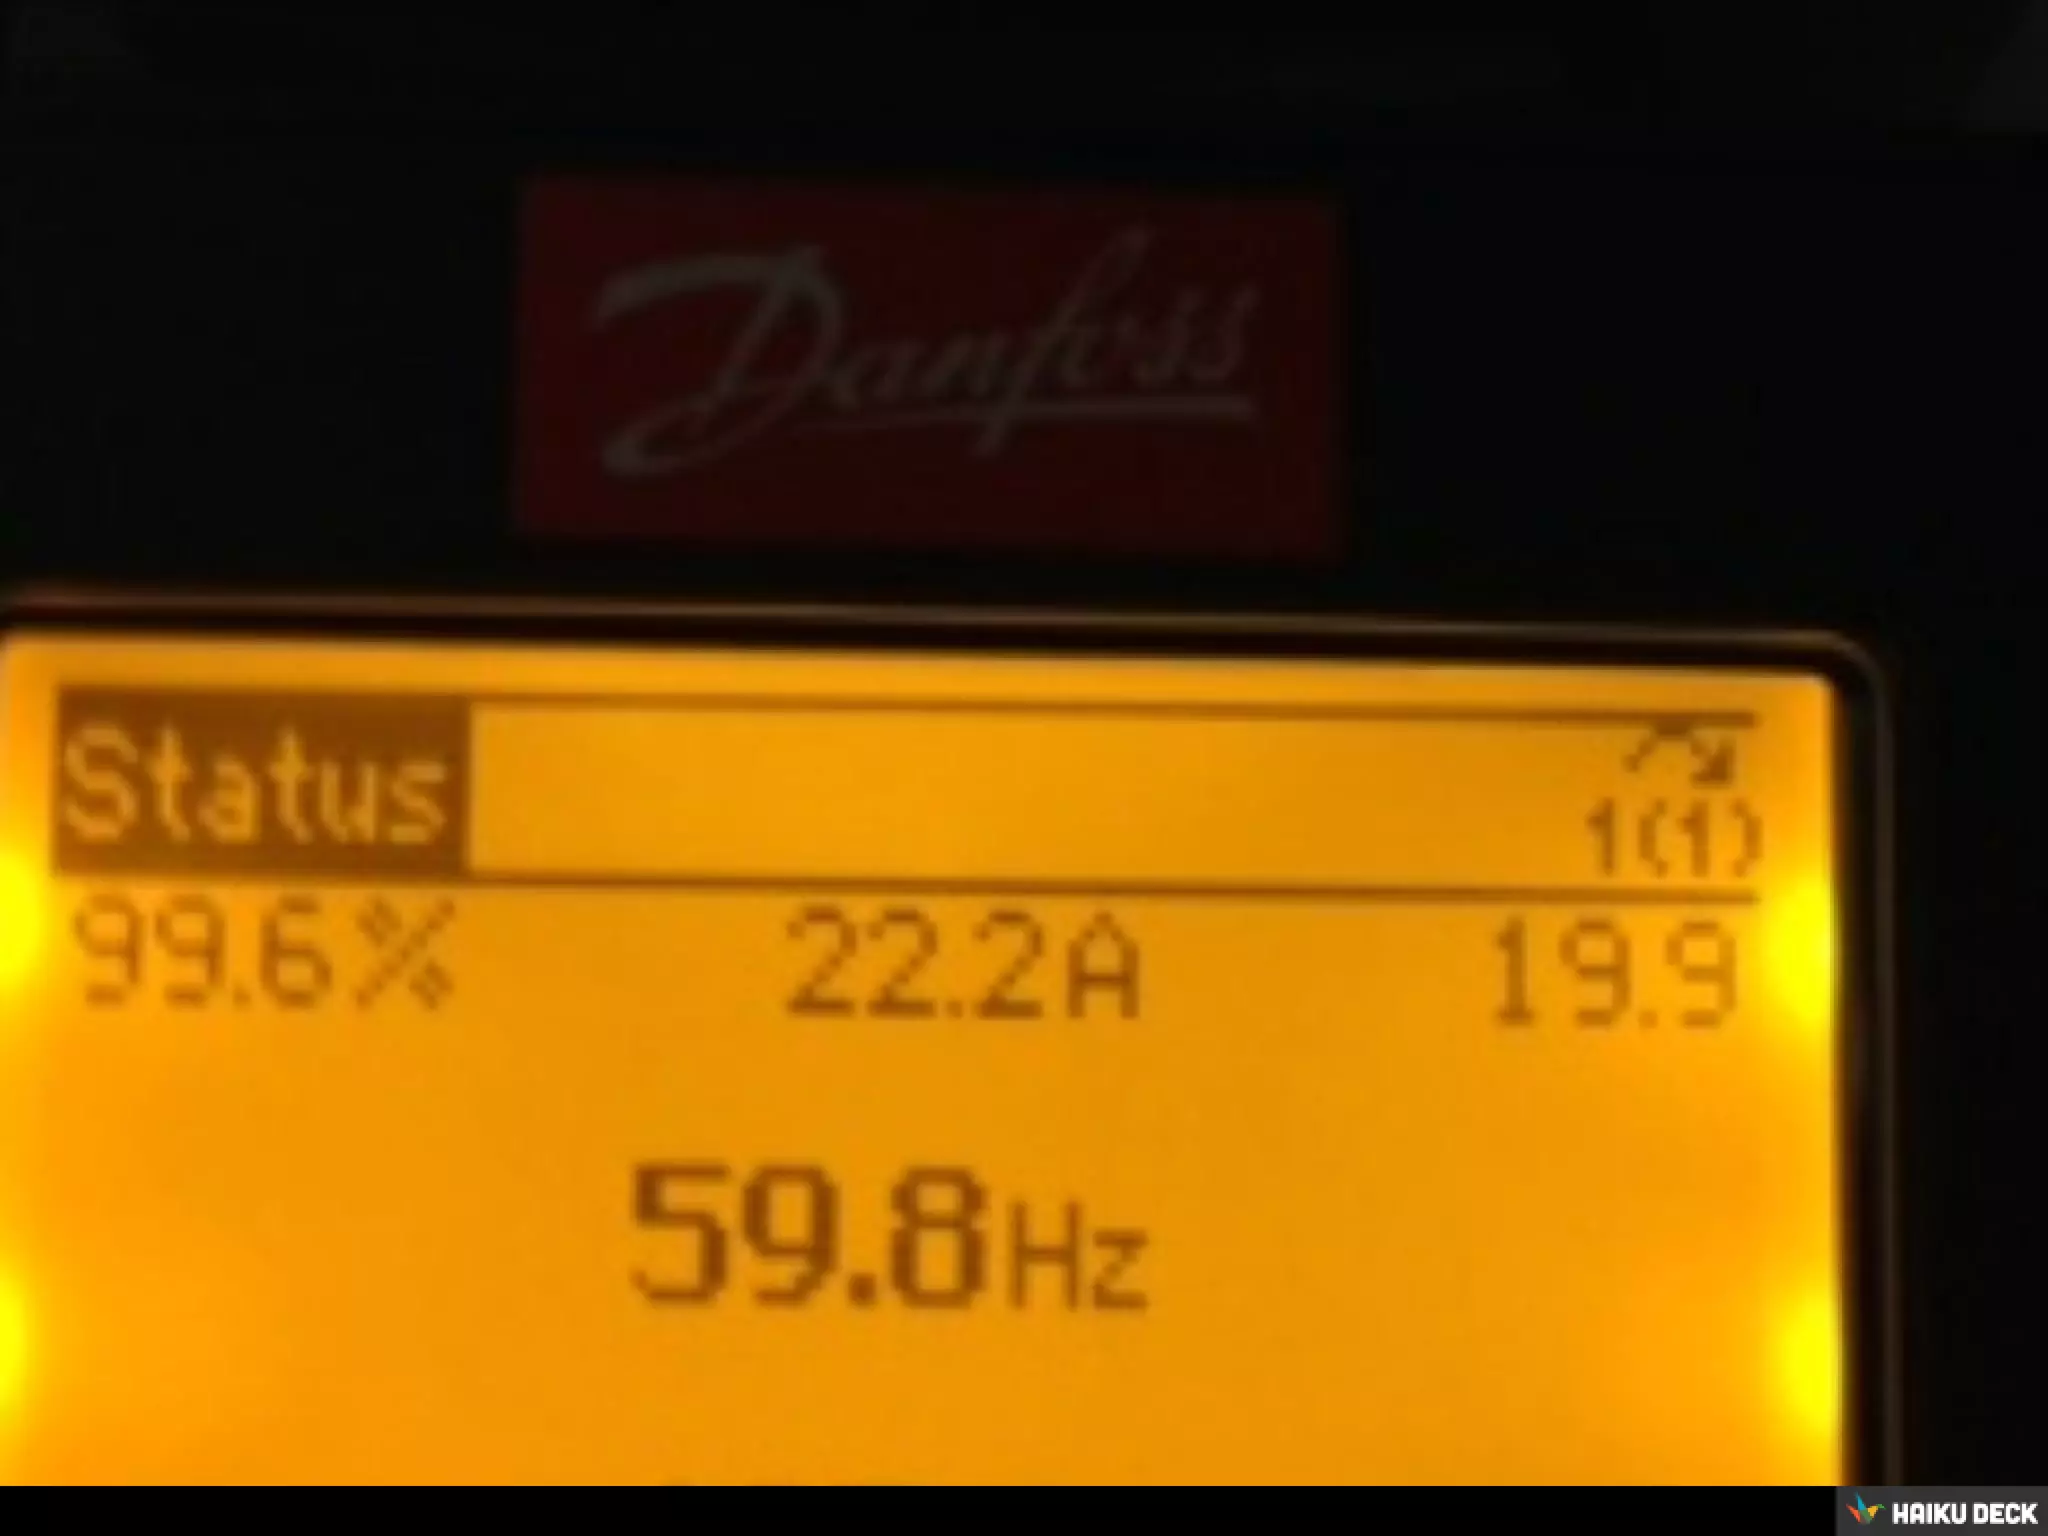 Danfoss
Status
1(1)
99.6% 22.2A 19.9
59.8Hz
HAIKU DECK